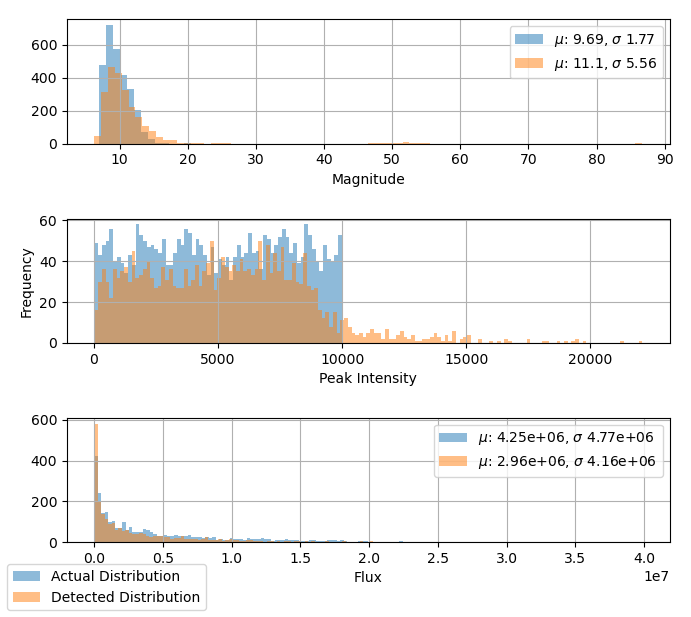 600
400
200
0
μ: 9.69, σ 1.77
μ: 11.1, σ 5.56
10 20 30 40 50 60 70 80 90
Magnitude
60
40
20
0
Frequency
0 5000 10000 15000 20000
Peak Intensity
600
400
200
0
μ: 4.25e+06, σ 4.77e+06
μ: 2.96e+06, σ 4.16e+06
0.0 0.5 1.0 1.5 2.0 2.5 3.0 3.5 4.0
1e7
Flux
Actual Distribution
Detected Distribution